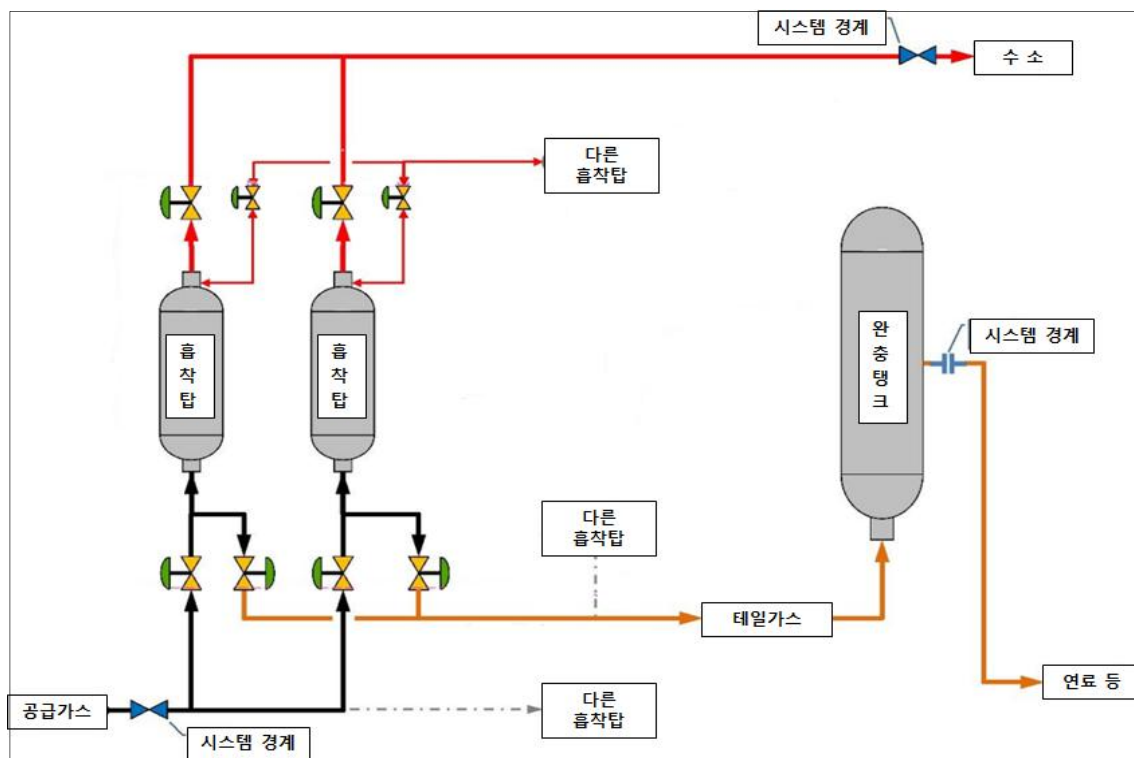 시스템 경계
수 소
다른
흡착탑
흡
착
탑
흡
착
탑
완
충
탱
크
시스템 경계
다른
흡착탑
테일가스
연료 등
공급가스
다른
흡착탑
시스템 경계